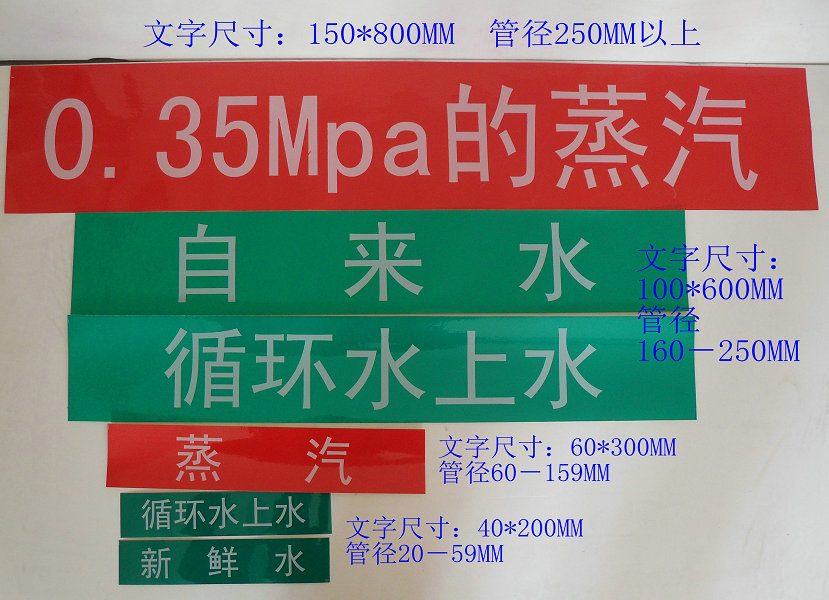 文字尺寸：150*800MM 管径250MM以上
0.35Mpa的蒸汽
自来水
文字尺寸：
100*600MM
管径
160－250MM
循环水上水
蒸汽
文字尺寸：60*300MM
管径60－159MM
循环水上水
新鲜水
文字尺寸：40*200MM
管径20－59MM